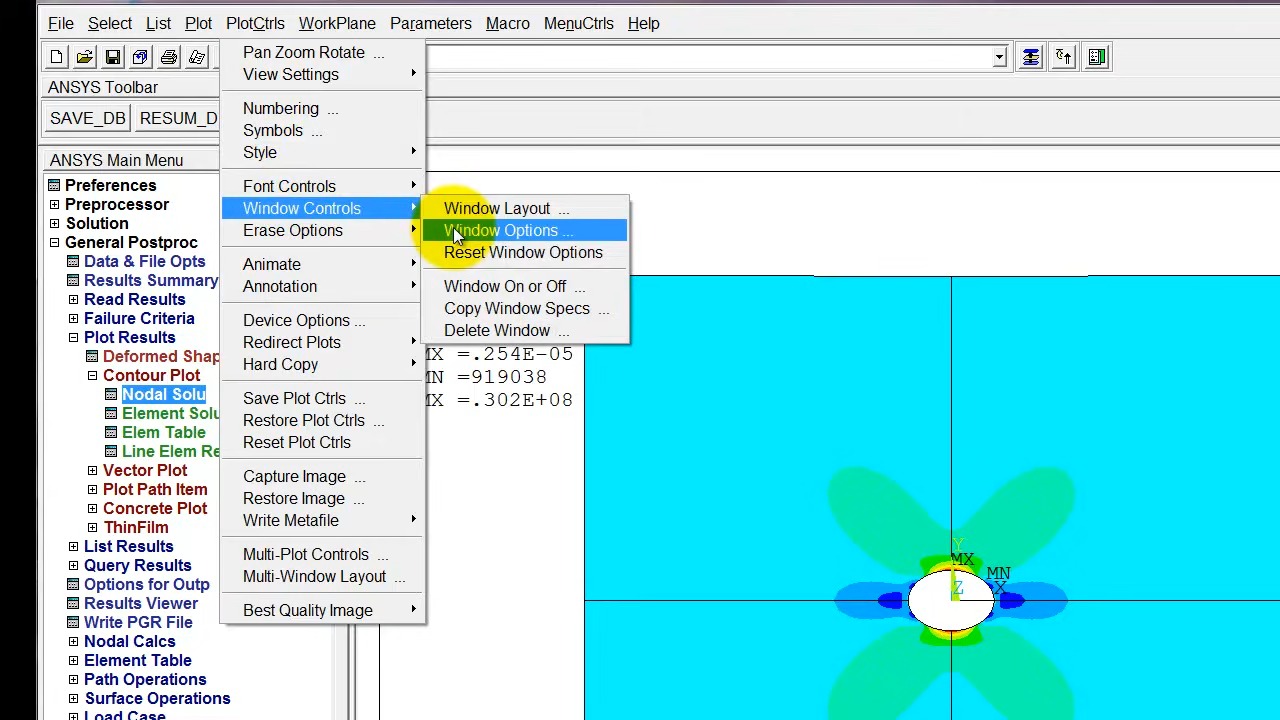 File Select List Plot PlotCtrls WorkPlane Parameters Macro MenuCtrls Help
ANSYS Toolbar
SAVE_DB RESUM_D
ANSYS Main Menu
Preferences
Preprocessor
Solution
General Postproc
Data & File Opts
Results Summary
Read Results
Failure Criteria
Plot Results
Deformed Shap
Contour Plot
Nodal Solu
Element Solu
Elem Table
Line Elem Re
Vector Plot
Plot Path Item
Concrete Plot
ThinFilm
List Results
Query Results
Options for Outp
Results Viewer
Write PGR File
Nodal Calcs
Element Table
Path Operations
Surface Operations
Load Case
Pan Zoom Rotate ...
View Settings
Numbering ...
Symbols ...
Style
Font Controls
Window Controls
Erase Options
Animate
Annotation
Device Options ...
Redirect Plots
Hard Copy
Save Plot Ctrls ...
Restore Plot Ctrls ...
Reset Plot Ctrls
Capture Image ...
Restore Image ...
Write Metafile
Multi-Plot Controls ...
Multi-Window Layout ...
Best Quality Image
Window Layout ...
Window Options ...
Reset Window Options
Window On or Off ...
Copy Window Specs ...
Delete Window ...
MX =.254E-05
MN =919038
MX =.302E+08
Y
MX
MN
Z X